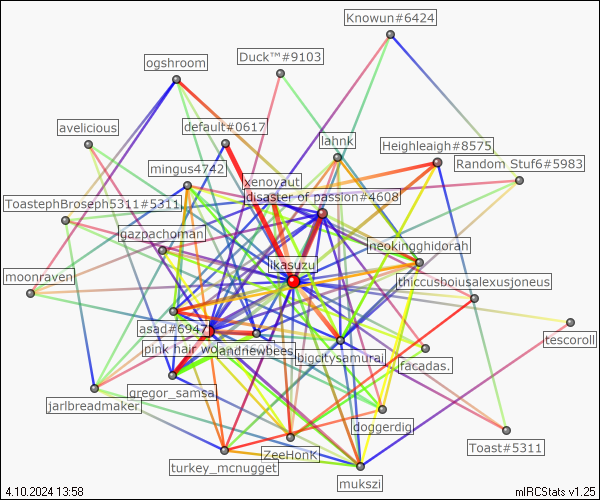 Knowun#6424
Duck™#9103
ogshroom
avelicious
default#0617
lahnk
Heighleigh#8575
Random Stuf6#5983
mingus4742
xenoyaut
disaster of passion#4608
ToastephBroseph5311#5311
gazpachoman
neokingghidorah
ikasuzu
moonraven
thiccusboiusalexusjoneus
asad#6947
tescoroll
pink hair wo
andnewbees
bigcitysamurai
facadas.
gregor_samsa
jarlbreadmaker
doggerdig
Toast#5311
ZeeHonK
turkey_mcnugget
mukszi
4.10.2024 13:58
mIRCStats v1.25